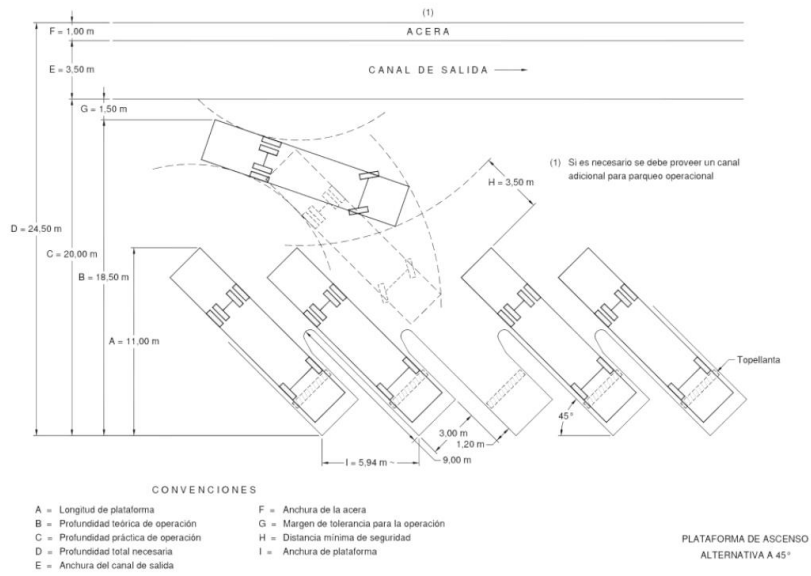 (1)
F = 1,00 m
ACERA
E = 3,50 m
CANAL DE SALIDA
G = 1,50 m
(1) Si es necesario se debe proveer un canal
adicional para parqueo operacional
H = 3,50 m
D = 24,50 m
C = 20,00 m
B = 18,50 m
A = 11,00 m
Topellanta
45°
3,00 m
1,20 m
9,00 m
I = 5,94 m ~
CONVENCIONES
A = Longitud de plataforma
B = Profundidad teórica de operación
C = Profundidad práctica de operación
D = Profundidad total necesaria
E = Anchura del canal de salida
F = Anchura de la acera
G = Margen de tolerancia para la operación
H = Distancia mínima de seguridad
I = Anchura de plataforma
PLATAFORMA DE ASCENSO
ALTERNATIVA A 45°